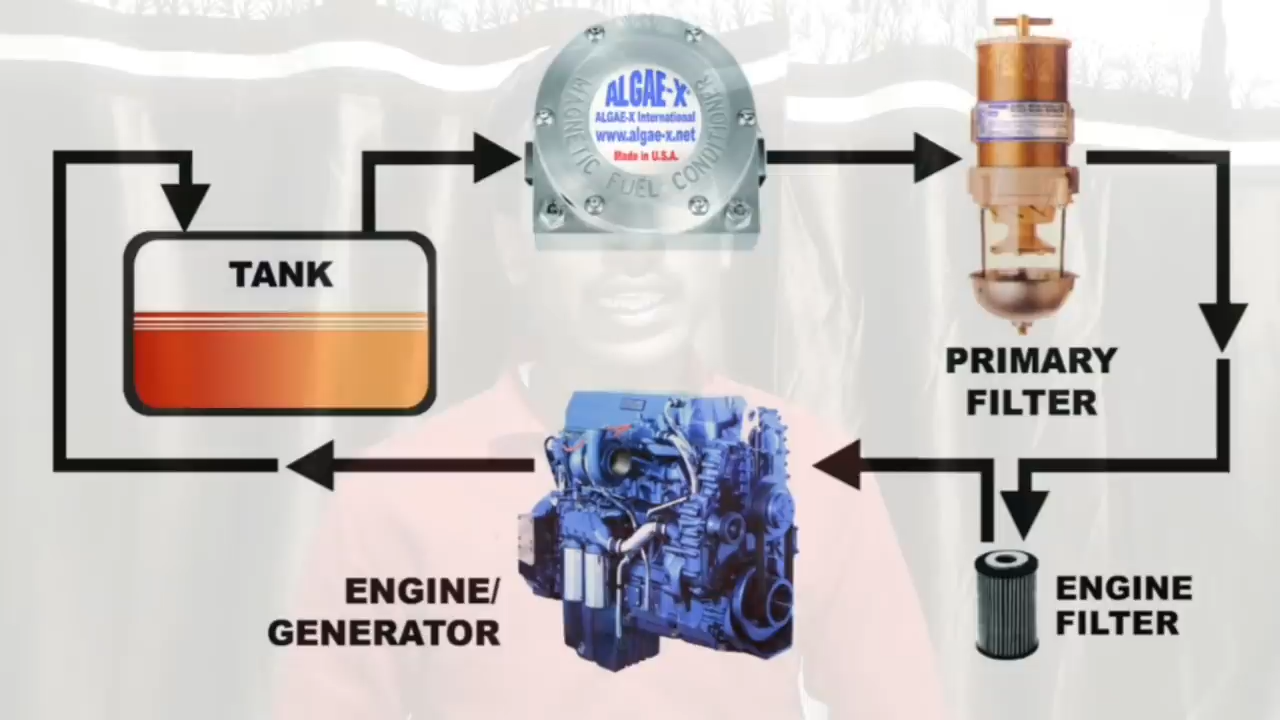 ALGAE-X
ALGAE-X International
www.algae-x.net
Made in U.S.A.
MAGNETIC FUEL CONDITIONER
TANK
PRIMARY
FILTER
ENGINE/
GENERATOR
ENGINE
FILTER